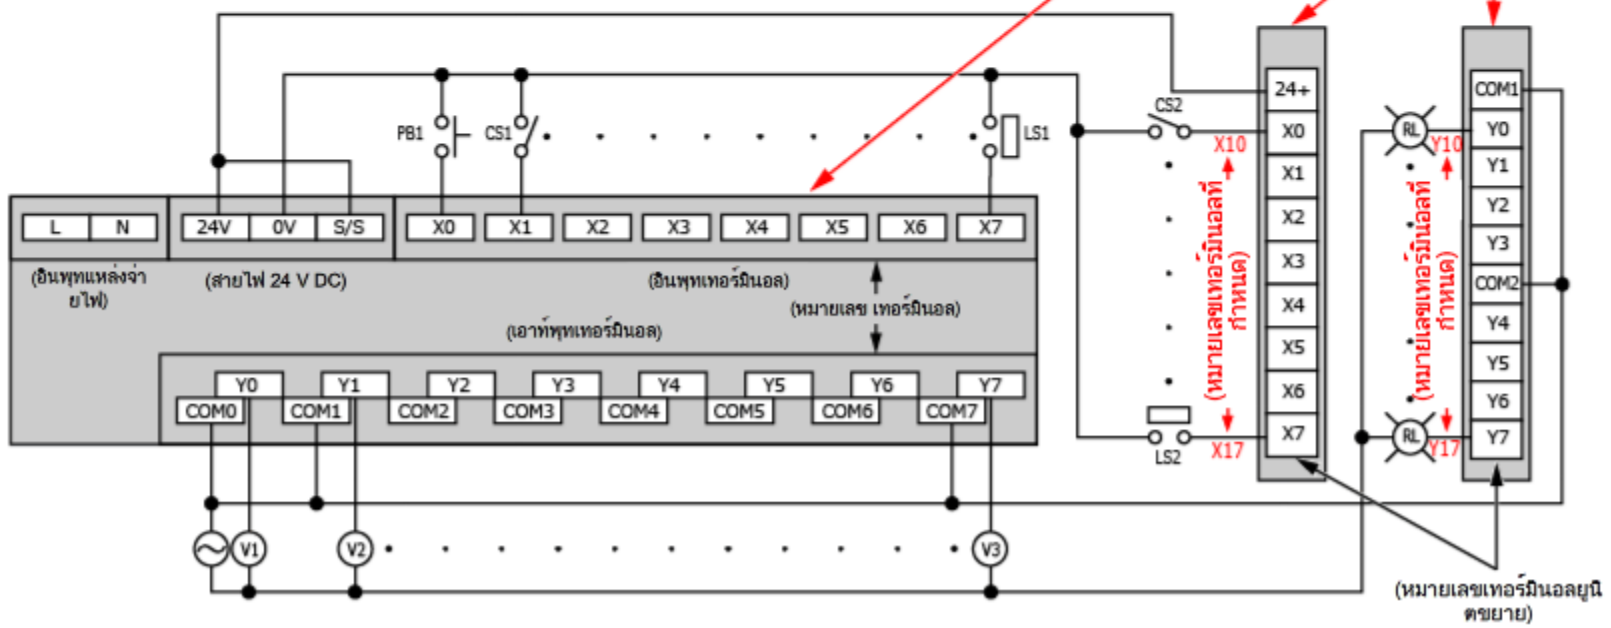 24+
COM1
CS2
PB1
CS1
LS1
X0
X10
RL
Y10
Y0
X1
Y1
(หมายเลขเทอร์มินอลที่
กำหนด)
(หมายเลขเทอร์มินอลที่
กำหนด)
X2
Y2
L N 24V 0V S/S X0 X1 X2 X3 X4 X5 X6 X7
X3
Y3
(อินพุทแหล่งจ่า
ยไฟ)
(สายไฟ 24 V DC)
(อินพุทเทอร์มินอล)
COM2
(หมายเลข เทอร์มินอล)
X4
Y4
(เอาท์พุทเทอร์มินอล)
X5
Y5
Y0 Y1 Y2 Y3 Y4 Y5 Y6 Y7
X6
Y6
COM0 COM1 COM2 COM3 COM4 COM5 COM6 COM7
X7
RL
Y7
LS2
X17
Y17
V1
V2
V3
(หมายเลขเทอร์มินอลยูนิ
ตขยาย)